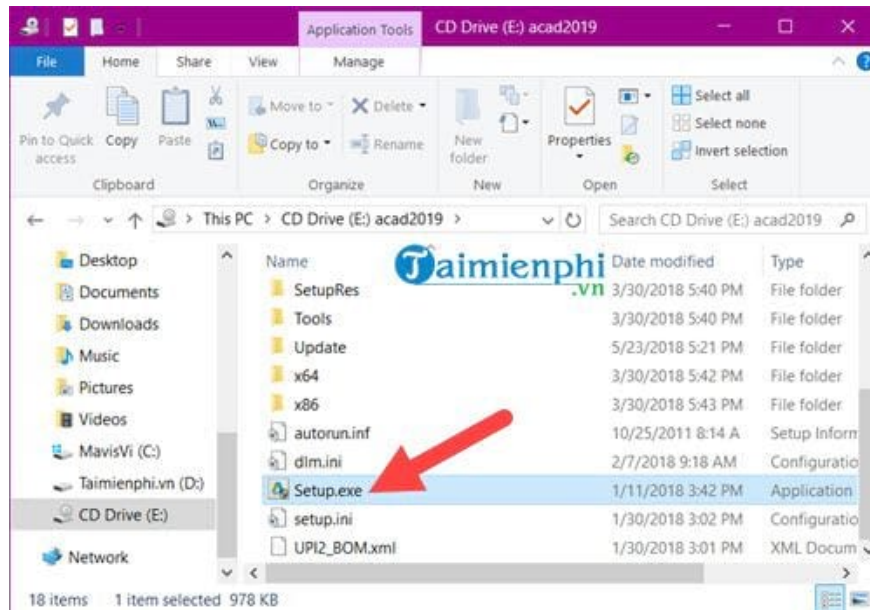 Application Tools
CD Drive (E:) acad2019
File Home Share View Manage
Pin to Quick access
Copy
Paste
Clipboard
Move to
Copy to
Delete
Rename
Organize
New folder
New
Properties
Open
Select all
Select none
Invert selection
Select
This PC > CD Drive (E:) acad2019 >
Search CD Drive (E:) acad2019
Desktop
Documents
Downloads
Music
Pictures
Videos
MavisVi (C:)
Taimienphi.vn (D:)
CD Drive (E:)
Network
Name Date modified Type
Taimienphi
.vn
SetupRes 3/30/2018 5:40 PM File folder
Tools 3/30/2018 5:40 PM File folder
Update 5/23/2018 5:21 PM File folder
x64 3/30/2018 5:42 PM File folder
x86 3/30/2018 5:43 PM File folder
autorun.inf 10/25/2011 8:14 A Setup Inform
dlm.ini 2/7/2018 9:18 AM Configuratio
Setup.exe 1/11/2018 3:42 PM Application
setup.ini 1/30/2018 3:02 PM Configuratio
UPI2_BOM.xml 1/30/2018 3:01 PM XML Docum
18 items 1 item selected 978 KB